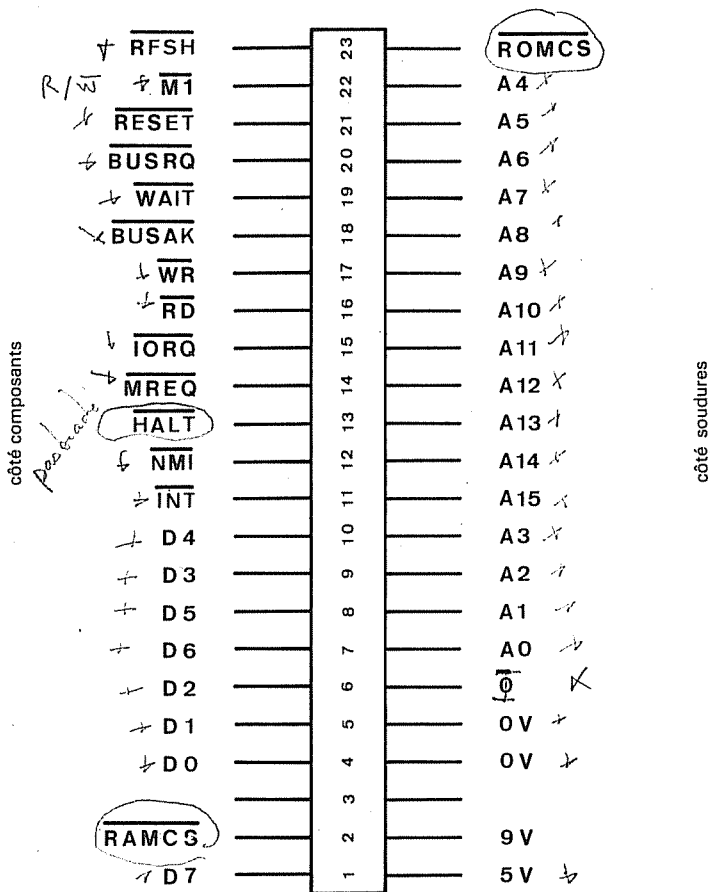 RFSH 23 ROMCS
R/W M1 22 A4
RESET 21 A5
BUSRQ 20 A6
WAIT 19 A7
BUSAK 18 A8
WR 17 A9
RD 16 A10
IORQ 15 A11
MREQ 14 A12
HALT 13 A13
NMI 12 A14
INT 11 A15
D4 10 A3
D3 9 A2
D5 8 A1
D6 7 A0
D2 6 Φ
D1 5 0V
D0 4 0V
3
RAMCS 2 9V
D7 1 5V
côté composants
côté soudures